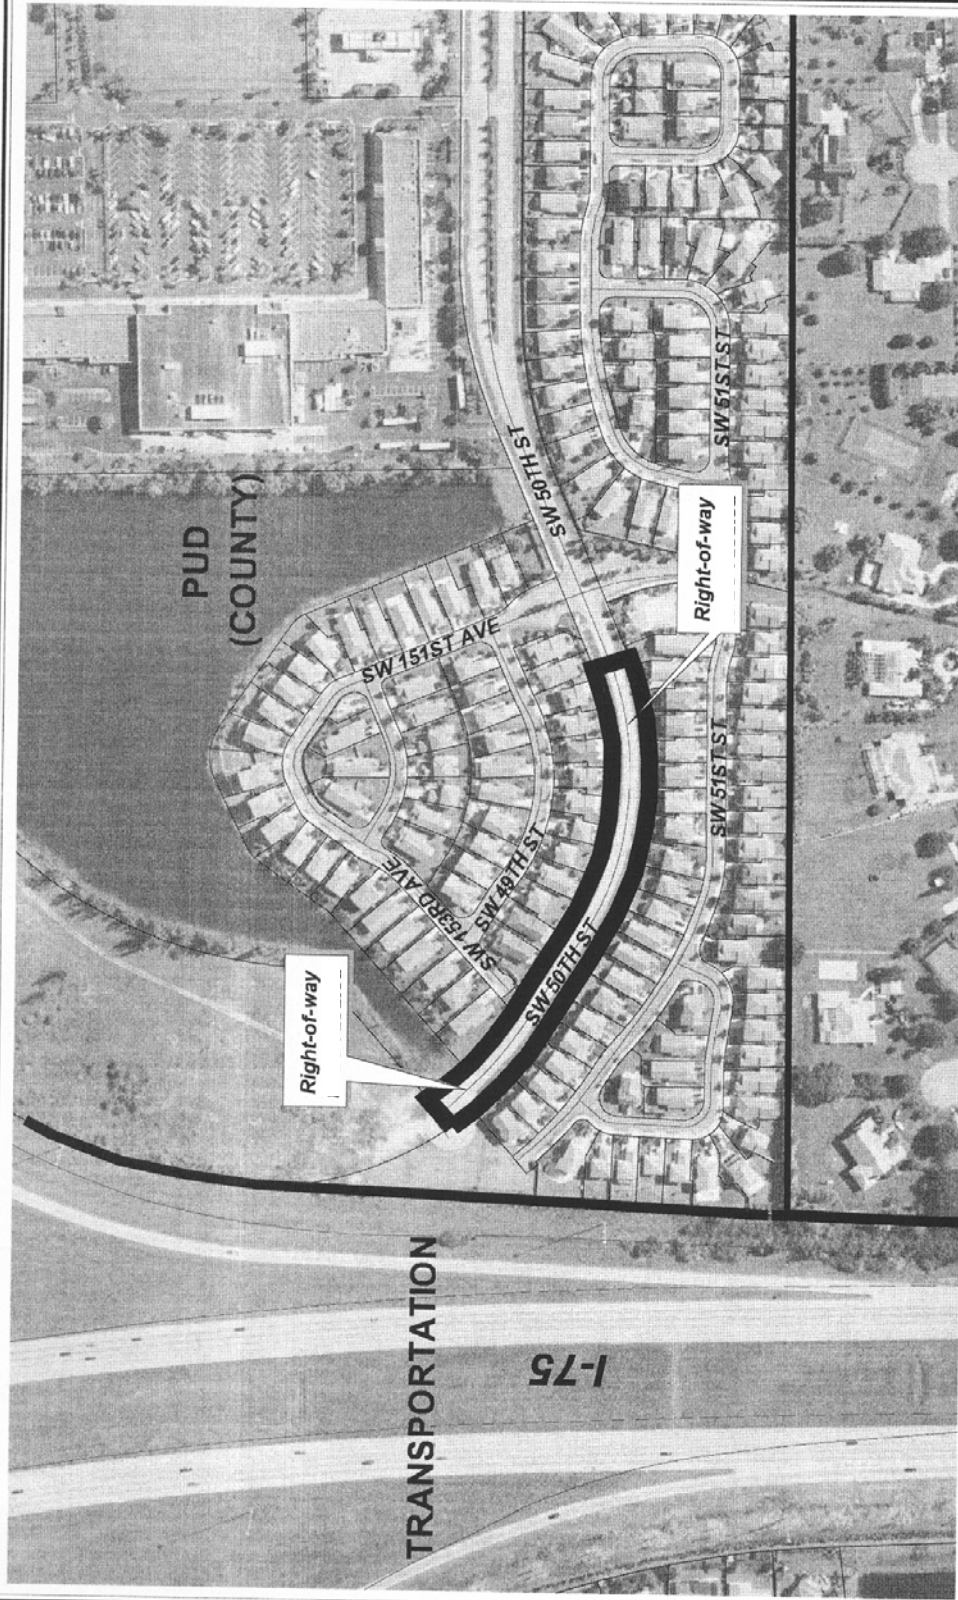 PUD
(COUNTY)
SW 50TH ST
SW 51ST ST
Right-of-way
SW 151ST AVE
SW 51ST ST
SW 49TH ST
SW 153RD AVE
SW 50TH ST
Right-of-way
TRANSPORTATION
I-75